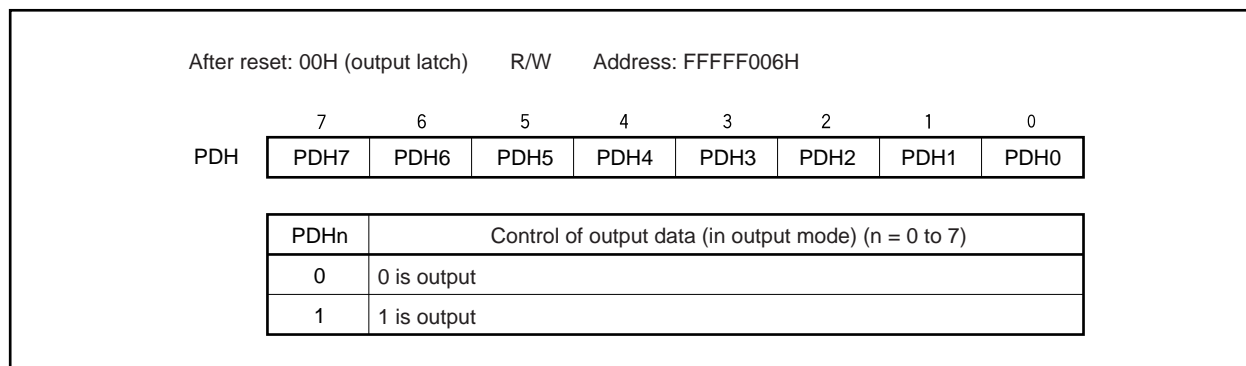 After reset: 00H (output latch) R/W Address: FFFFF006H
7 6 5 4 3 2 1 0
PDH PDH7 PDH6 PDH5 PDH4 PDH3 PDH2 PDH1 PDH0
PDHn Control of output data (in output mode) (n = 0 to 7)
0 0 is output
1 1 is output